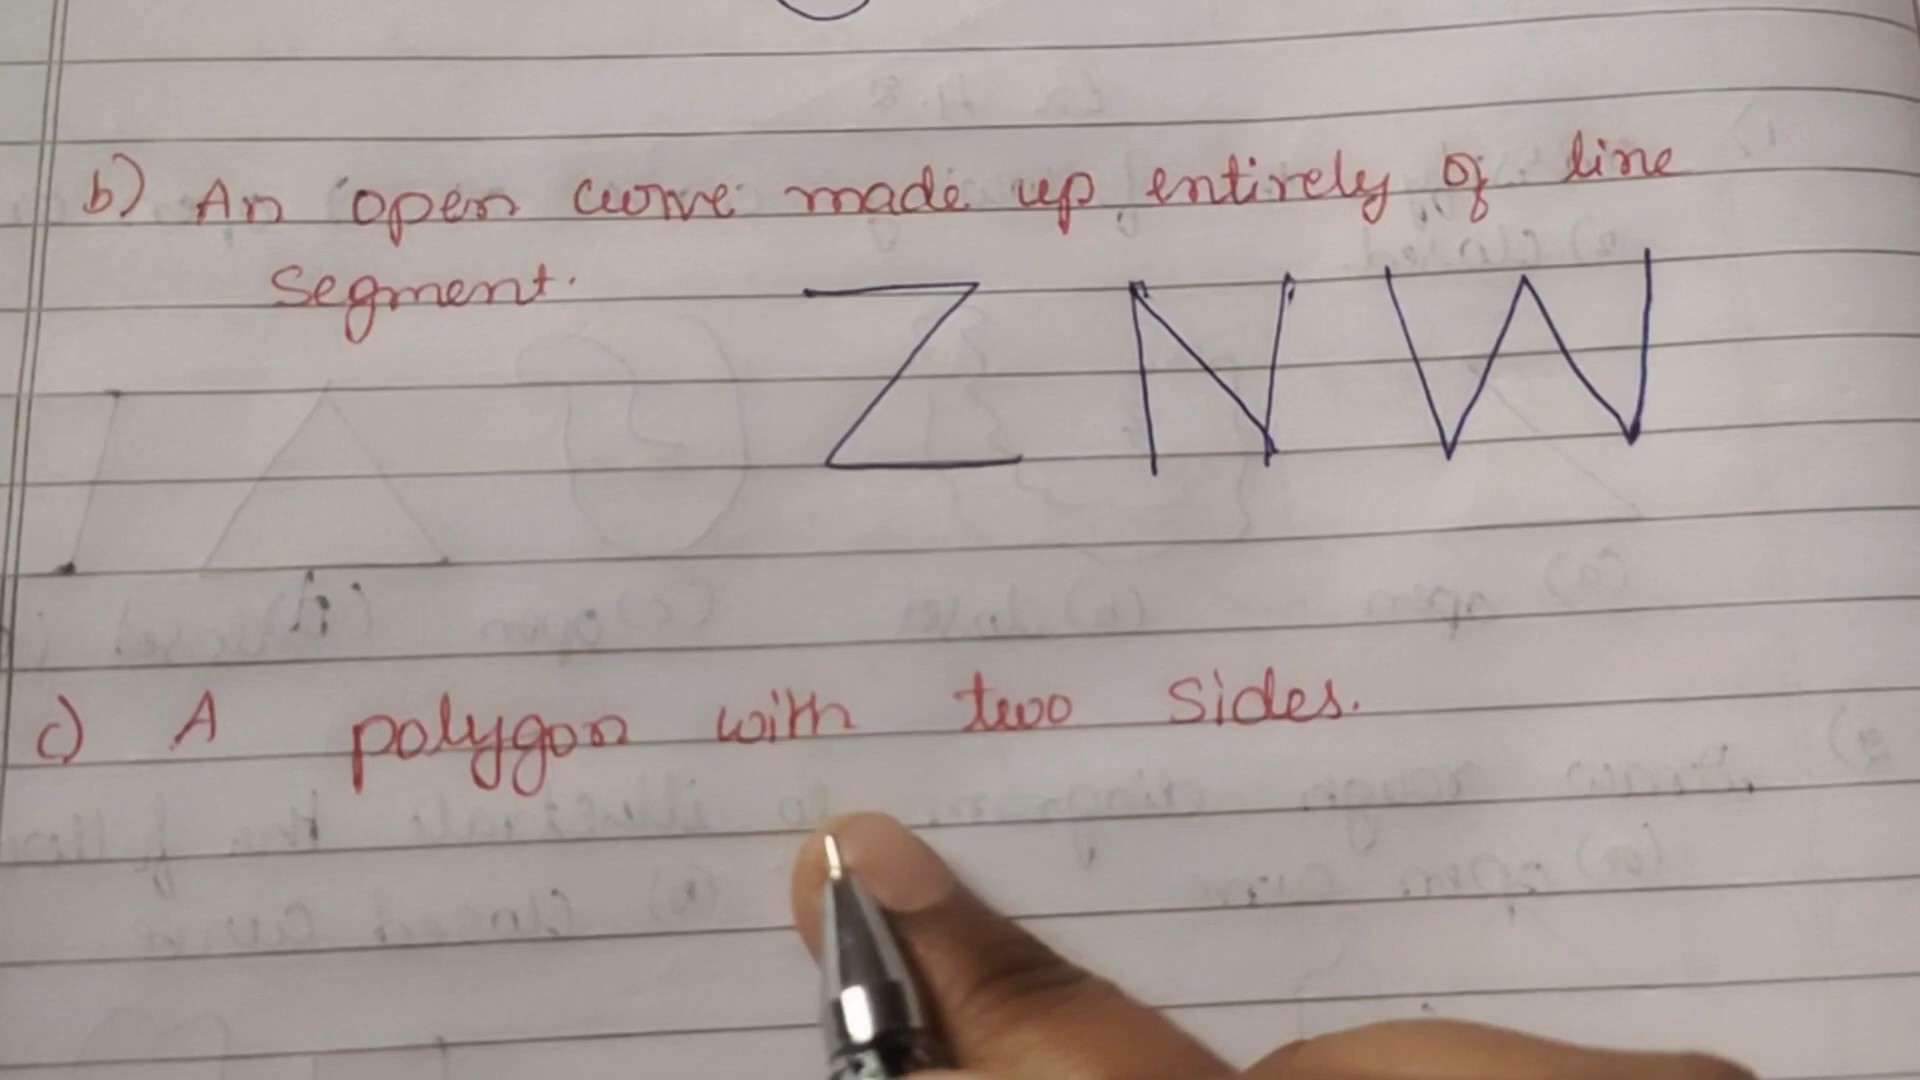 b) An open curve made up entirely of line
segment. Z N W
c) A polygon with two sides.